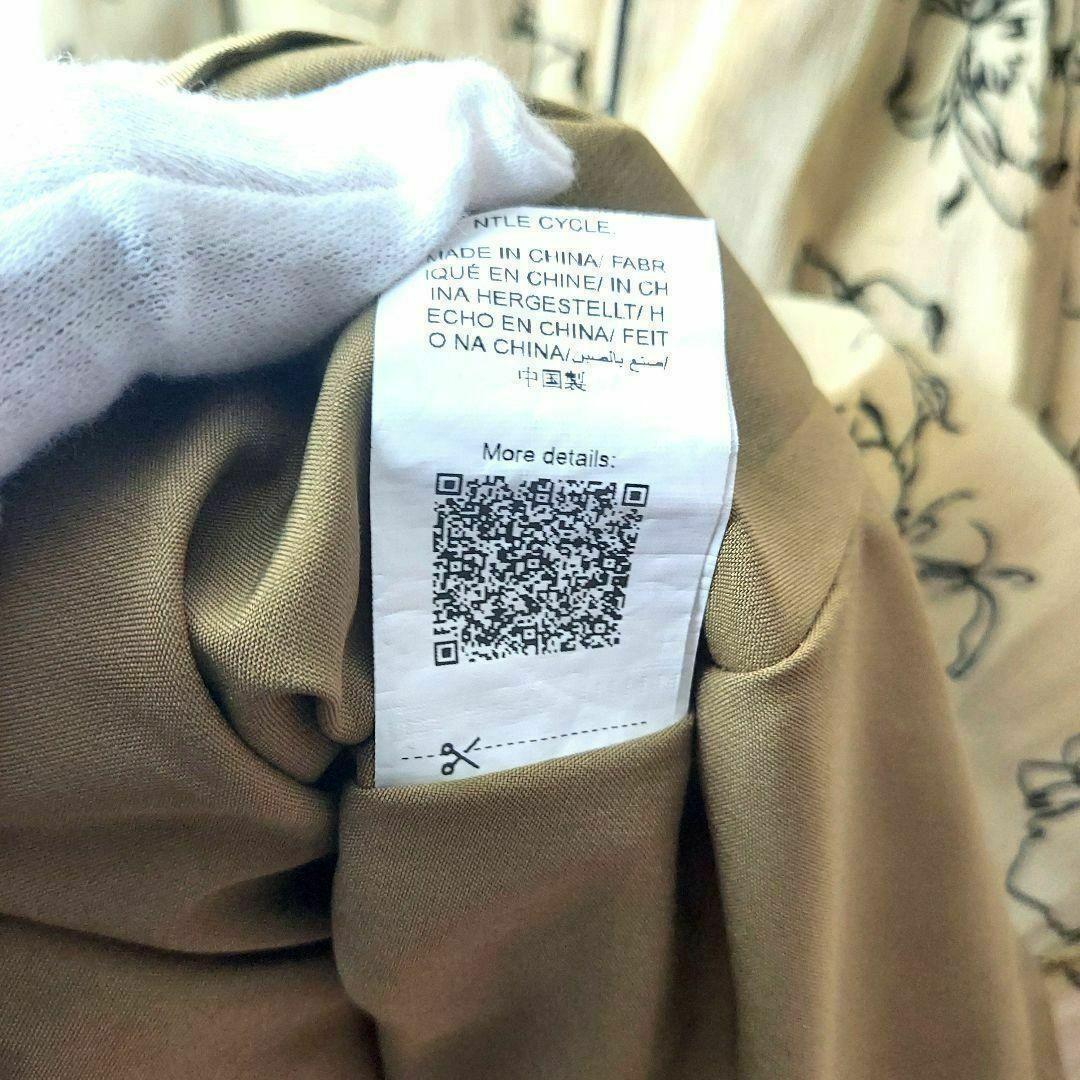 NTLE CYCLE.
MADE IN CHINA/ FABR
IQUÉ EN CHINE/ IN CH
INA HERGESTELLT/ H
ECHO EN CHINA/ FEIT
O NA CHINA/صنع بالصين/
中国製
More details: